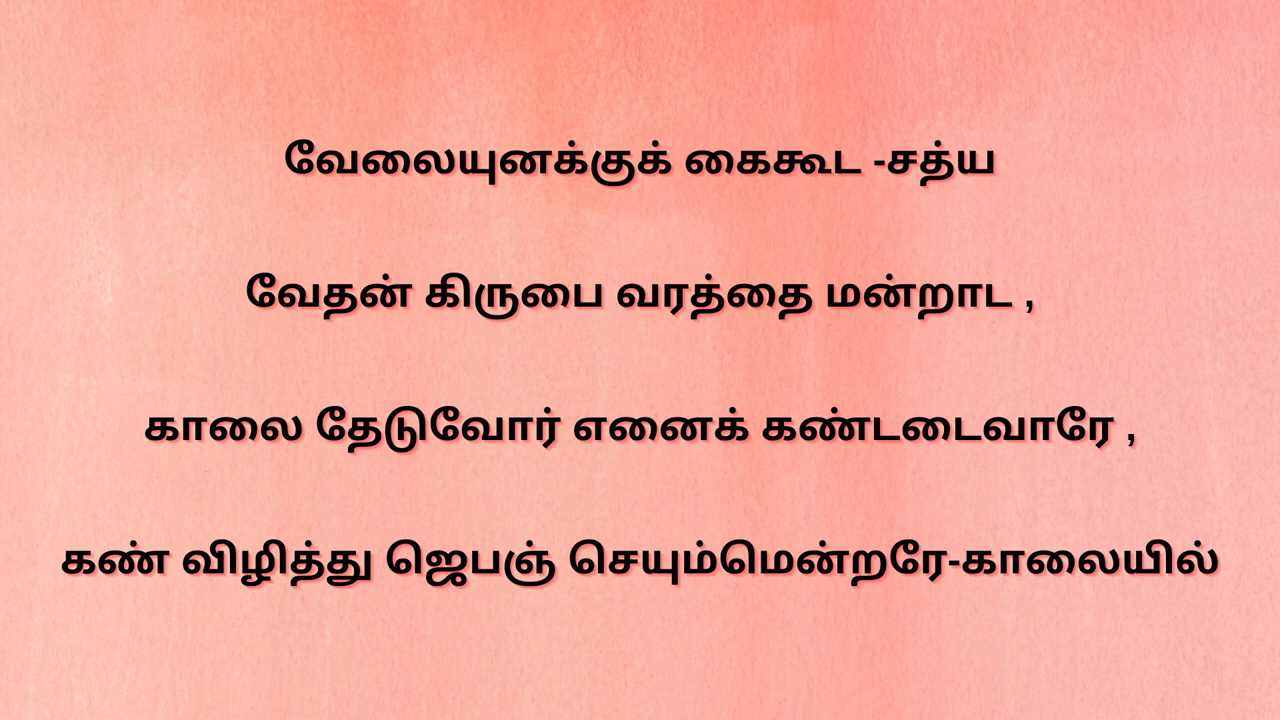 வேலையுனக்குக் கைகூட -சத்ய
வேதன் கிருபை வரத்தை மன்றாட ,
காலை தேடுவோர் எனைக் கண்டடைவாரே ,
கண் விழித்து ஜெபஞ் செயும்மென்றரே-காலையில்